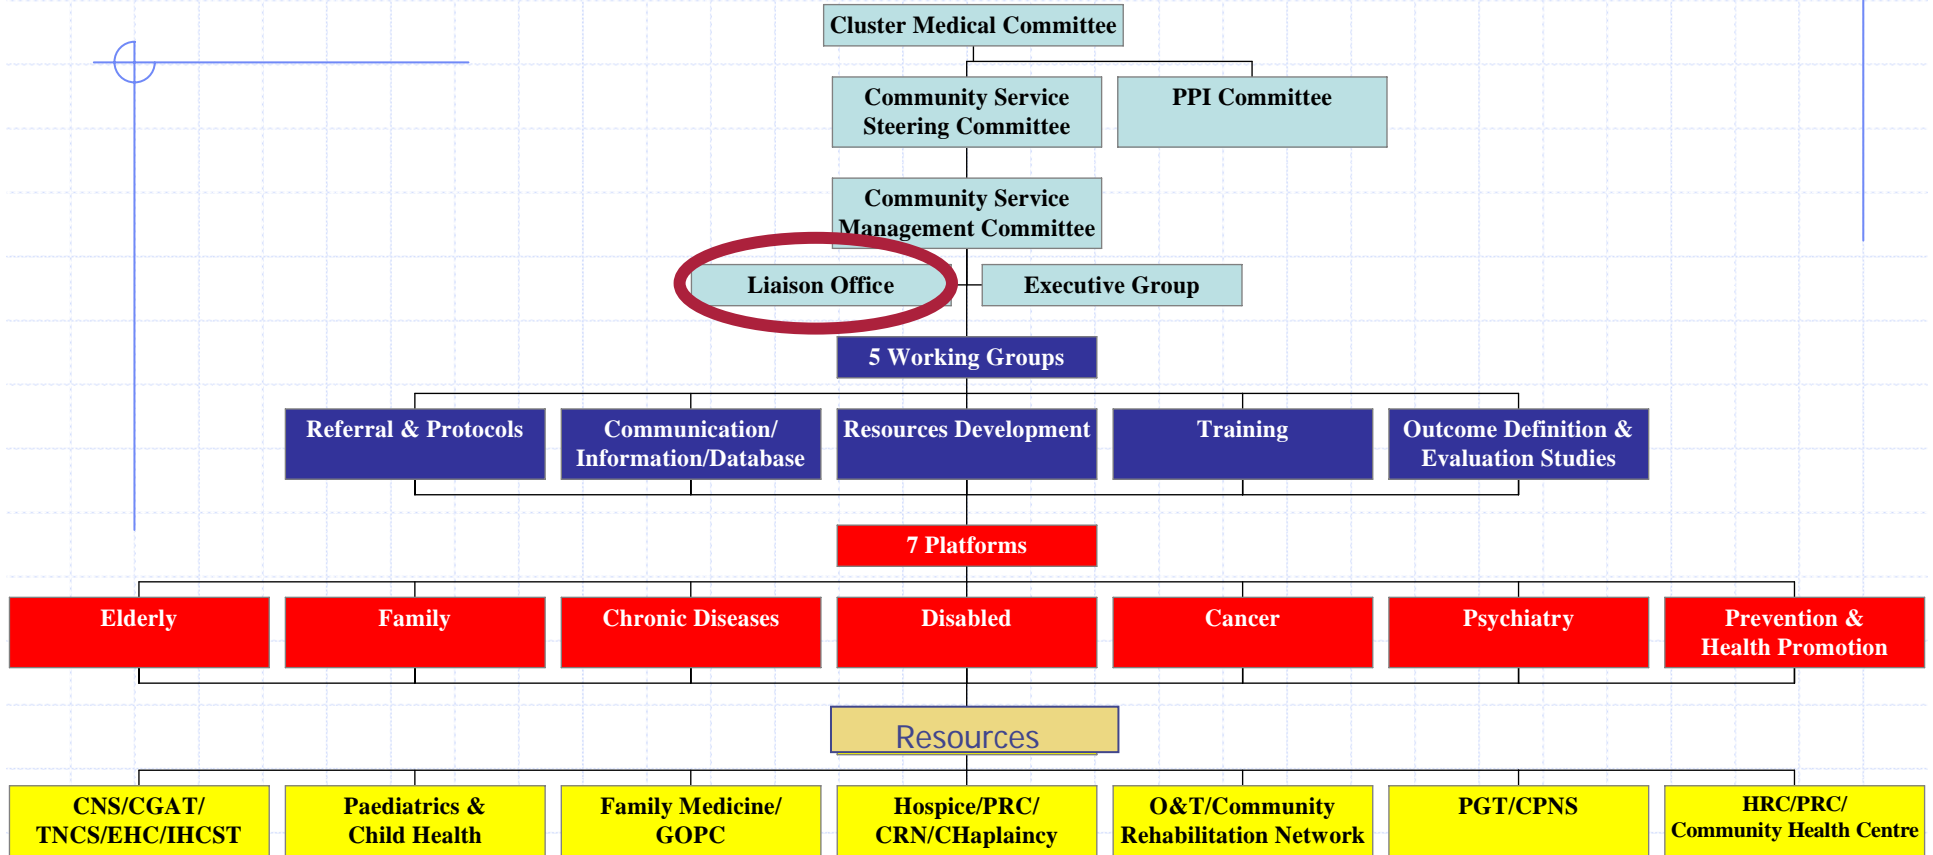 Cluster Medical Committee
Community Service
Steering Committee
PPI Committee
Community Service
Management Committee
Liaison Office
Executive Group
5 Working Groups
Referral & Protocols
Communication/
Information/Database
Resources Development
Training
Outcome Definition &
Evaluation Studies
7 Platforms
Elderly
Family
Chronic Diseases
Disabled
Cancer
Psychiatry
Prevention &
Health Promotion
Resources
CNS/CGAT/
TNCS/EHC/IHCST
Paediatrics &
Child Health
Family Medicine/
GOPC
Hospice/PRC/
CRN/CHaplaincy
O&T/Community
Rehabilitation Network
PGT/CPNS
HRC/PRC/
Community Health Centre